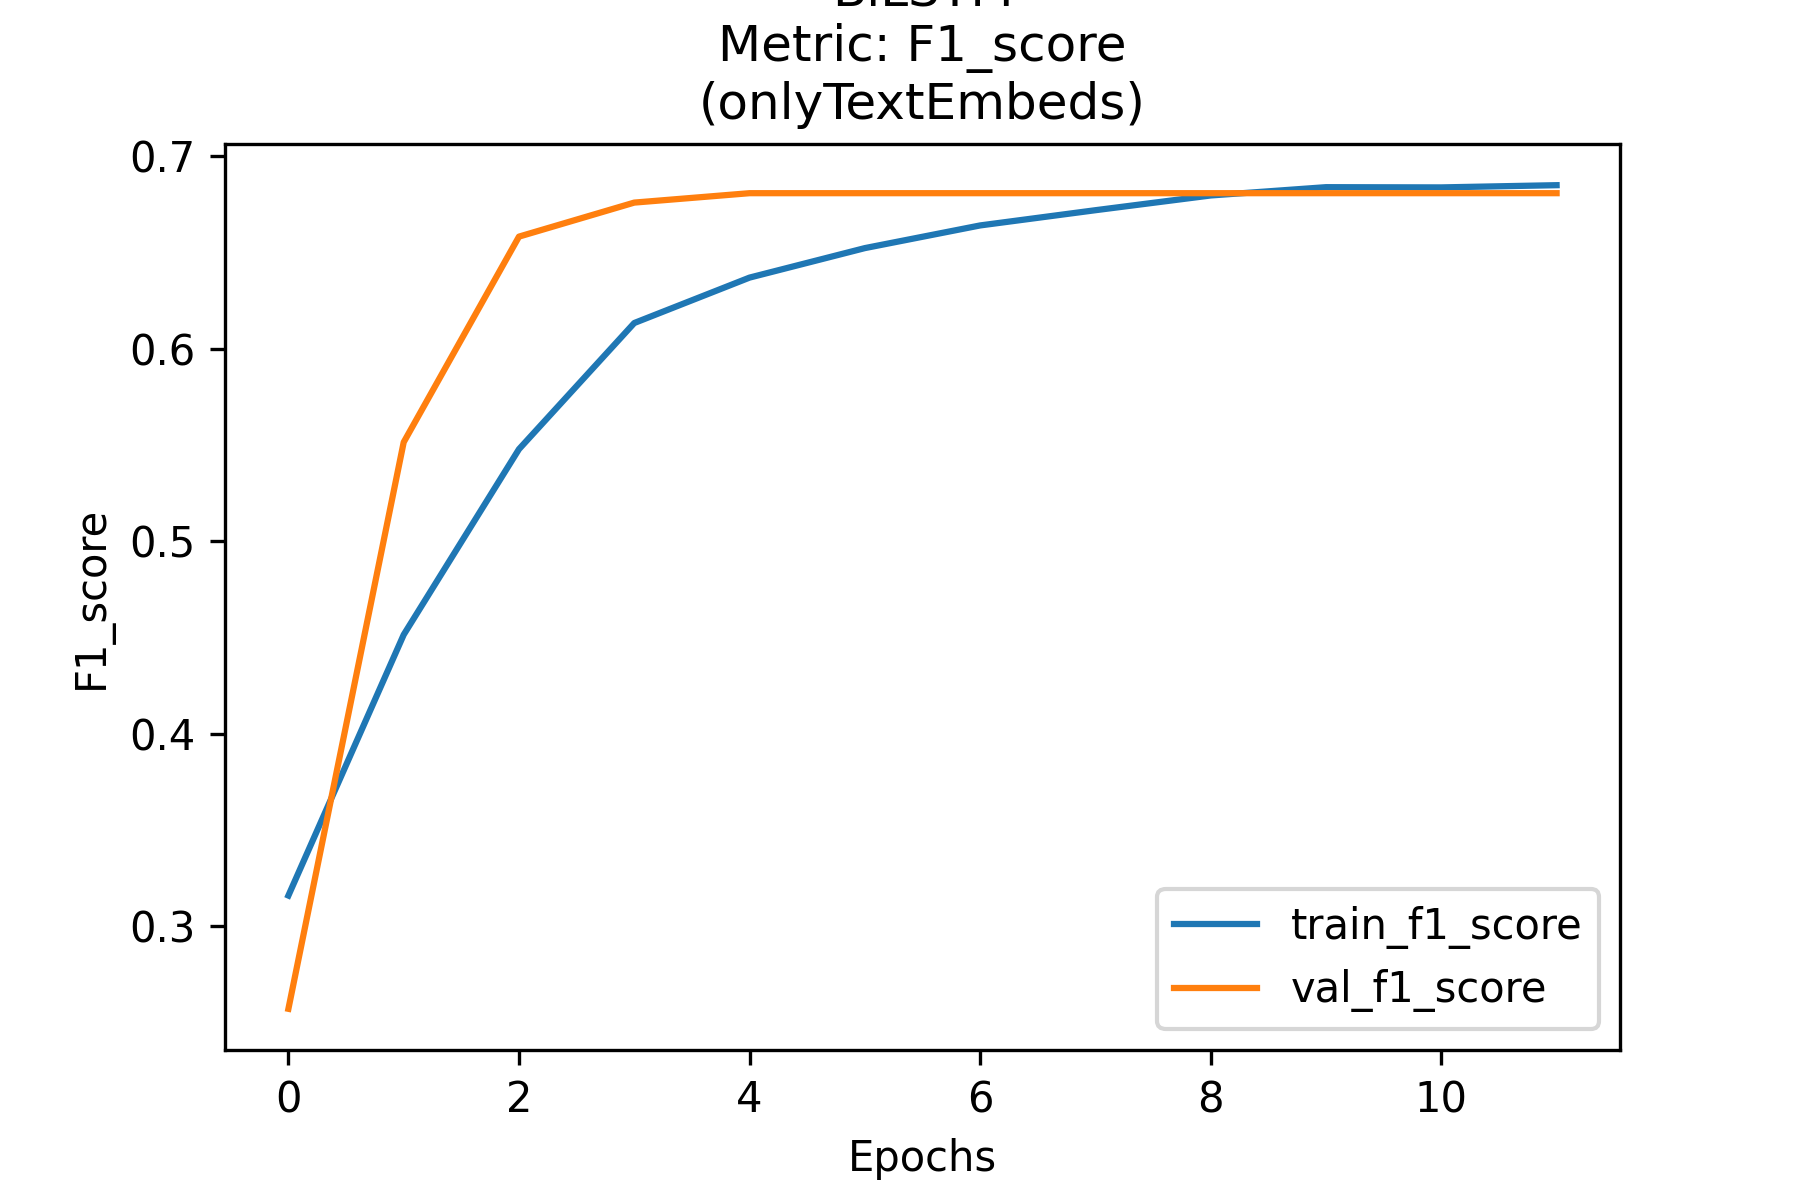 BiLSTM
Metric: F1_score
(onlyTextEmbeds)
0.7
0.6
0.5
0.4
0.3
F1_score
train_f1_score
val_f1_score
0 2 4 6 8 10
Epochs